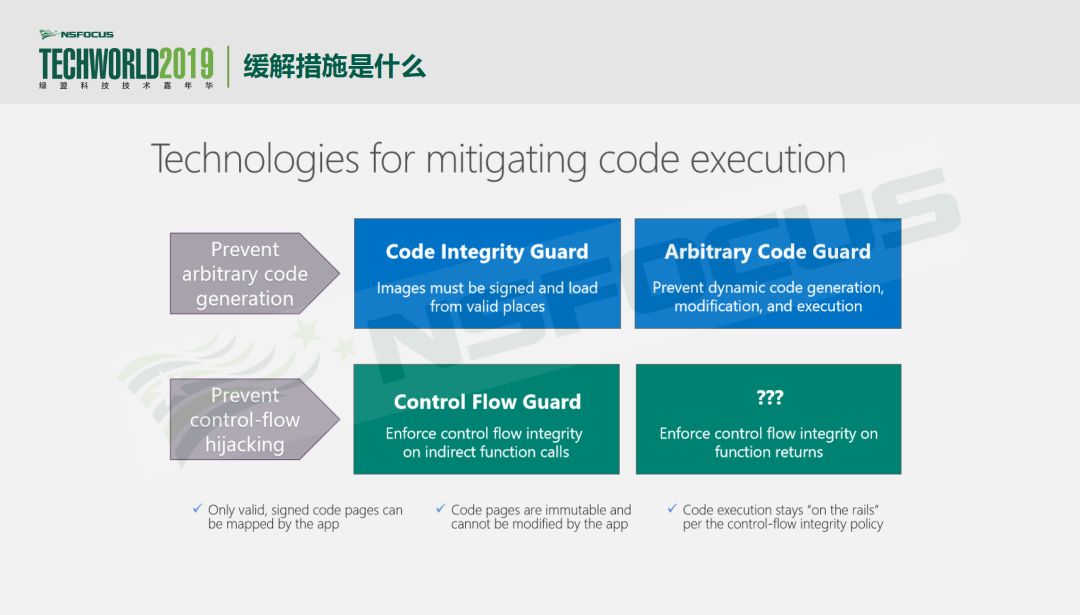 NSFOCUS
TECHWORLD2019
绿盟科技技术嘉年华
缓解措施是什么
Technologies for mitigating code execution
Prevent
arbitrary code
generation
Code Integrity Guard
Images must be signed and load
from valid places
Arbitrary Code Guard
Prevent dynamic code generation,
modification, and execution
Prevent
control-flow
hijacking
Control Flow Guard
Enforce control flow integrity
on indirect function calls
???
Enforce control flow integrity on
function returns
✓ Only valid, signed code pages can
be mapped by the app
✓ Code pages are immutable and
cannot be modified by the app
✓ Code execution stays “on the rails”
per the control-flow integrity policy
NSFOCUS